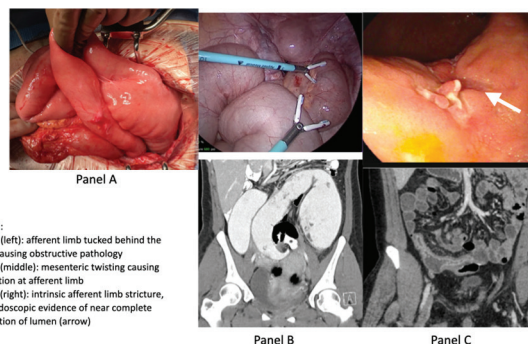 Panel A
:
(left): afferent limb tucked behind the
ausing obstructive pathology
(middle): mesenteric twisting causing
tion at afferent limb
(right): intrinsic afferent limb stricture,
doscopic evidence of near complete
tion of lumen (arrow)
Panel B
Panel C